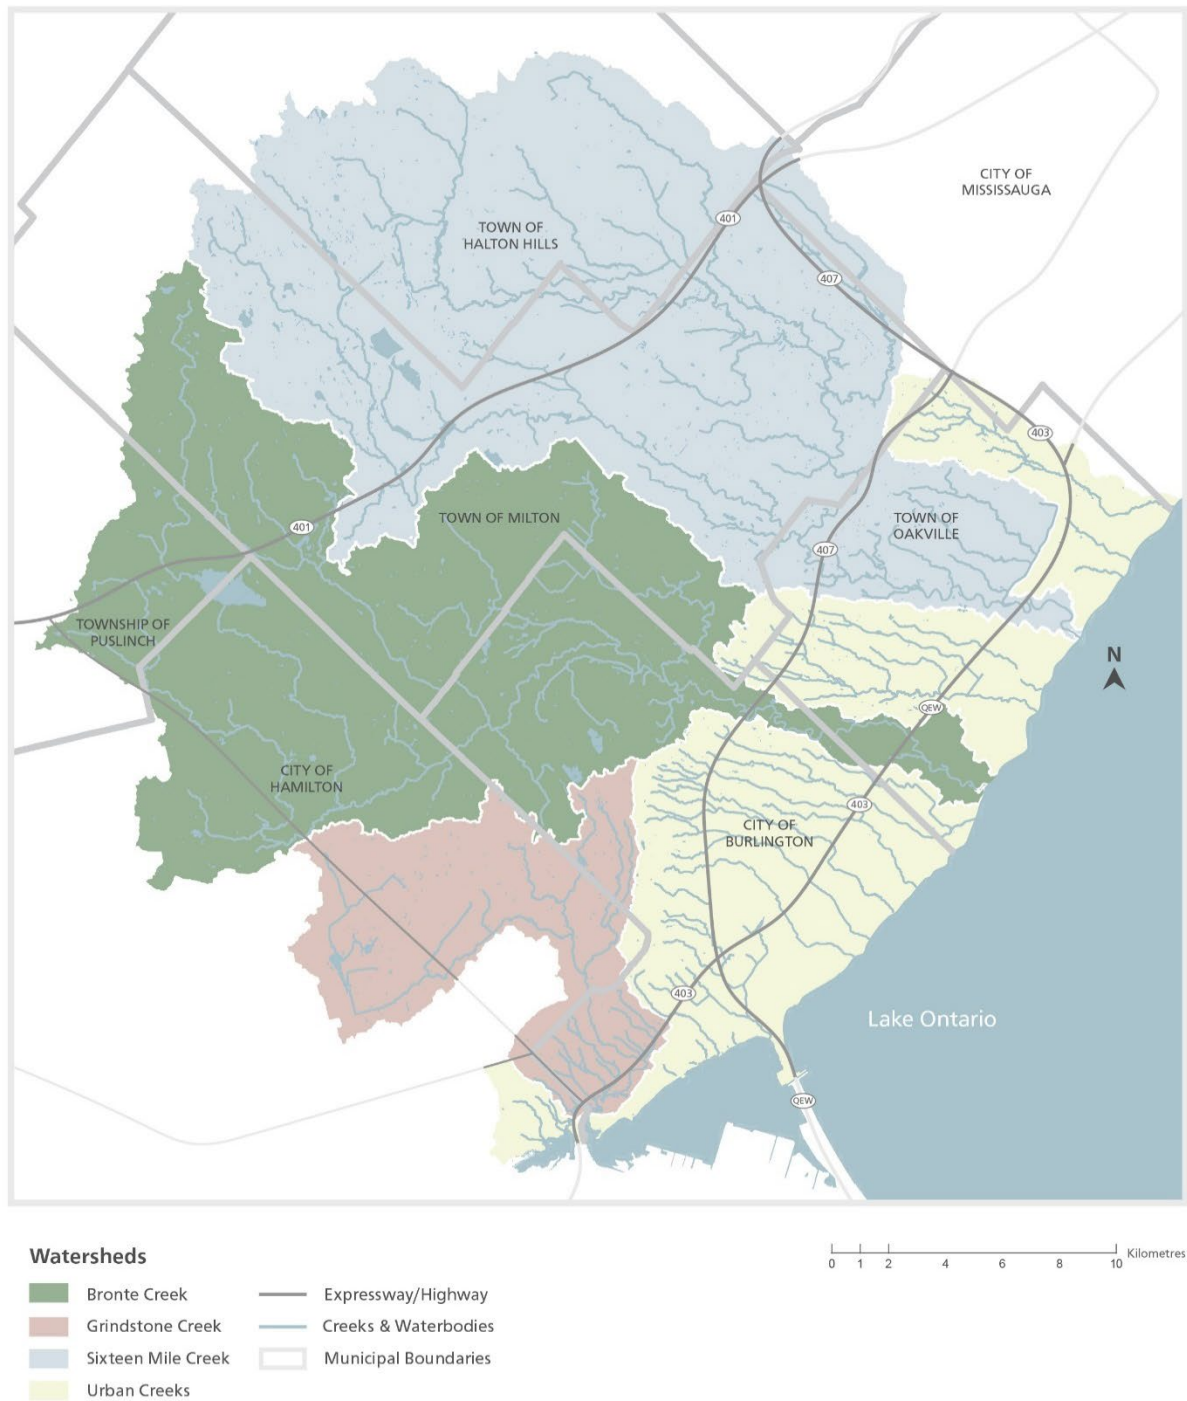 CITY OF
MISSISSAUGA
TOWN OF
HALTON HILLS
401
407
403
TOWN OF MILTON
401
TOWN OF
OAKVILLE
407
TOWNSHIP OF
PUSLINCH
N
QEW
CITY OF
HAMILTON
403
CITY OF
BURLINGTON
403
Lake Ontario
QEW
Watersheds
Bronte Creek
Grindstone Creek
Sixteen Mile Creek
Urban Creeks
Expressway/Highway
Creeks & Waterbodies
Municipal Boundaries
Kilometres
0 1 2 4 6 8 10